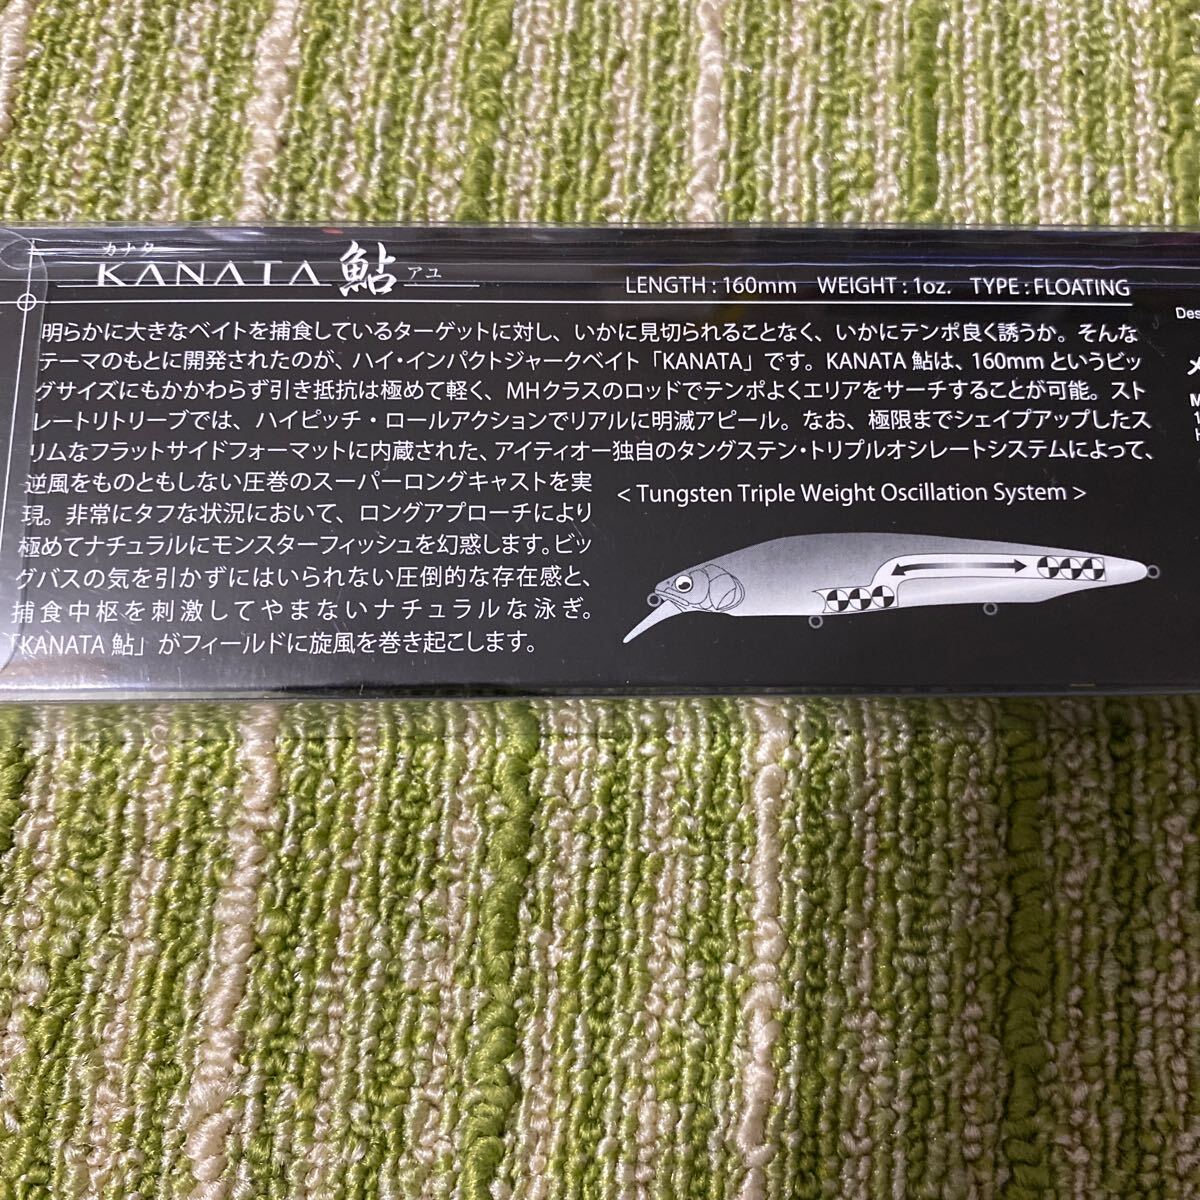 カナタ
KANATA 鮎 アユ
LENGTH : 160mm WEIGHT : 1oz. TYPE : FLOATING
明らかに大きなベイトを捕食しているターゲットに対し、いかに見切られることなく、いかにテンポ良く誘うか。そんな
テーマのもとに開発されたのが、ハイ・インパクトジャークベイト「KANATA」です。KANATA 鮎は、160mm というビッ
グサイズにもかかわらず引き抵抗は極めて軽く、MHクラスのロッドでテンポよくエリアをサーチすることが可能。スト
レートリトリーブでは、ハイピッチ・ロールアクションでリアルに明滅アピール。なお、極限までシェイプアップしたス
リムなフラットサイドフォーマットに内蔵された、アイティオー独自のタングステン・トリプルオシレートシステムによって、
逆風をものともしない圧巻のスーパーロングキャストを実
現。非常にタフな状況において、ロングアプローチにより
極めてナチュラルにモンスターフィッシュを幻惑します。ビッ
グバスの気を引かずにはいられない圧倒的な存在感と、
捕食中枢を刺激してやまないナチュラルな泳ぎ。
「KANATA 鮎」がフィールドに旋風を巻き起こします。
< Tungsten Triple Weight Oscillation System >
Des